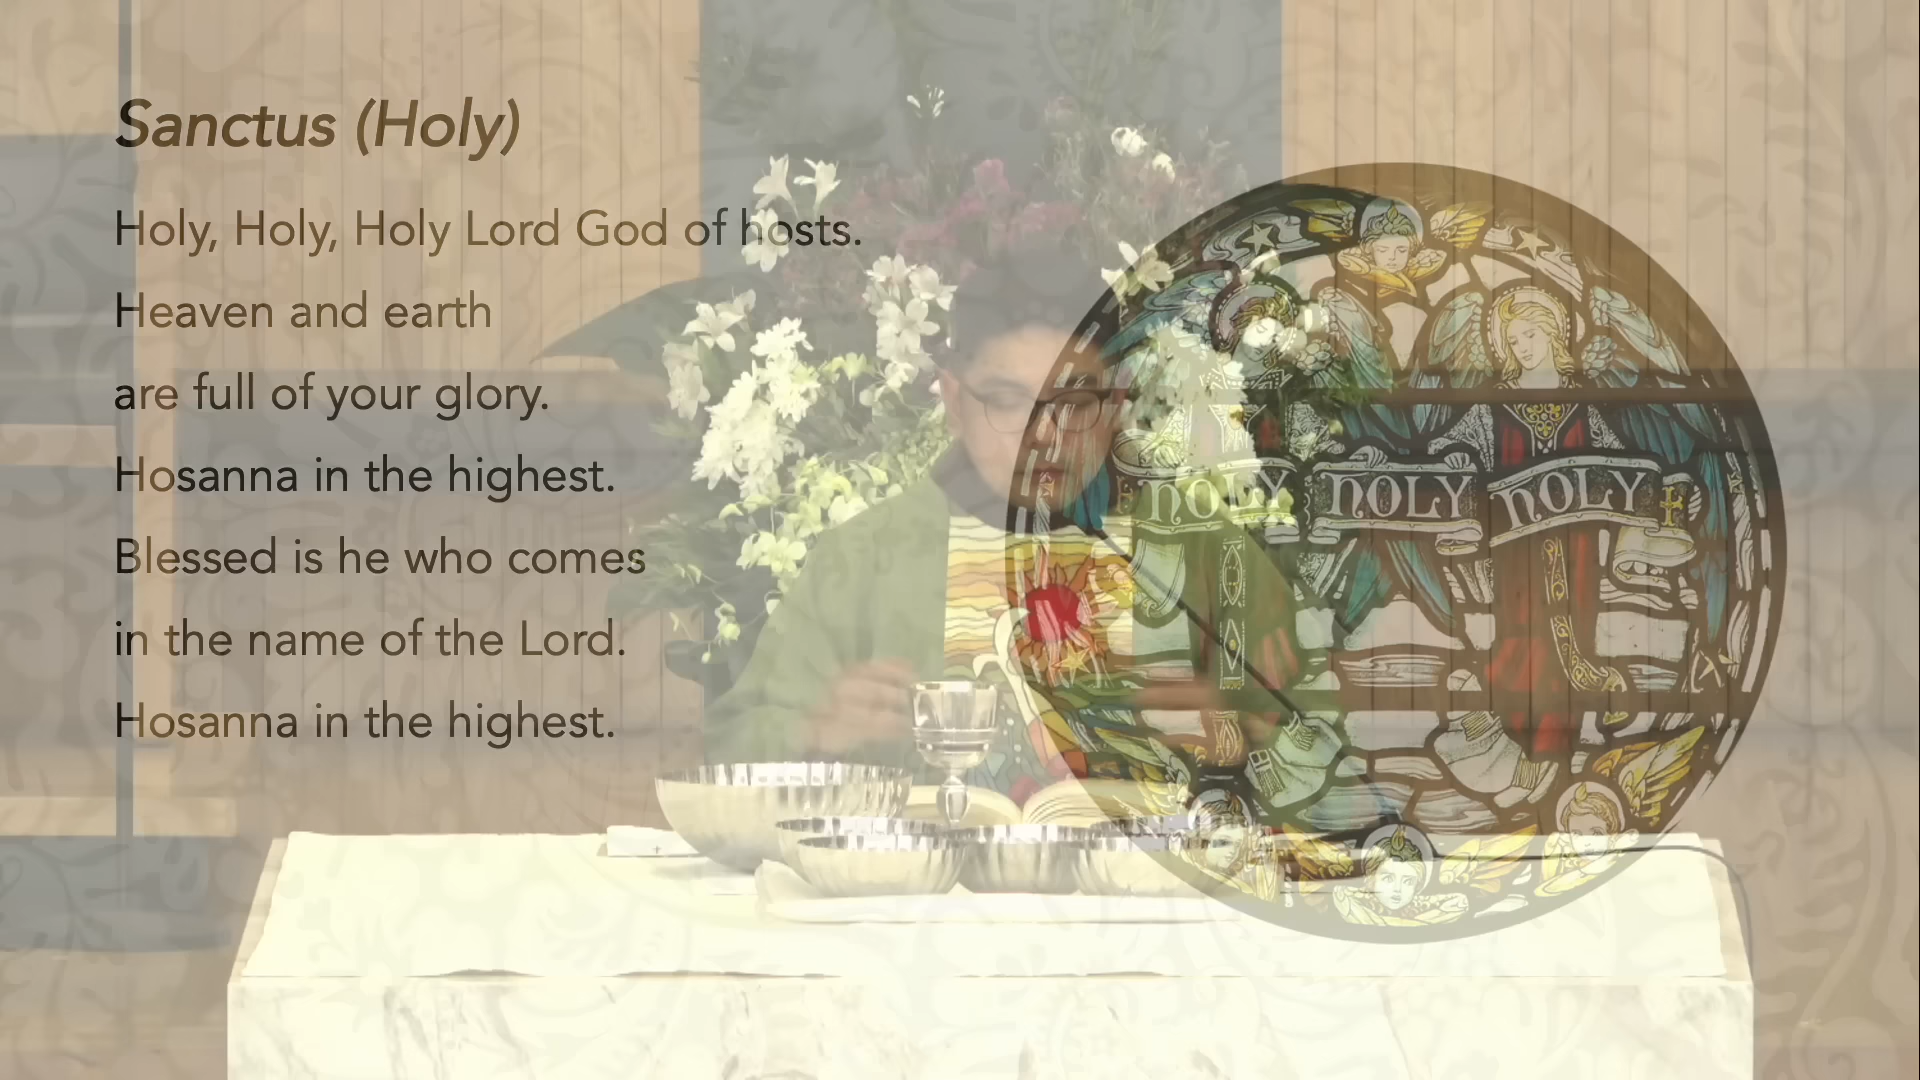 Sanctus (Holy)
Holy, Holy, Holy Lord God of hosts.
Heaven and earth
are full of your glory.
Hosanna in the highest.
Blessed is he who comes
in the name of the Lord.
Hosanna in the highest.
HOLY HOLY HOLY